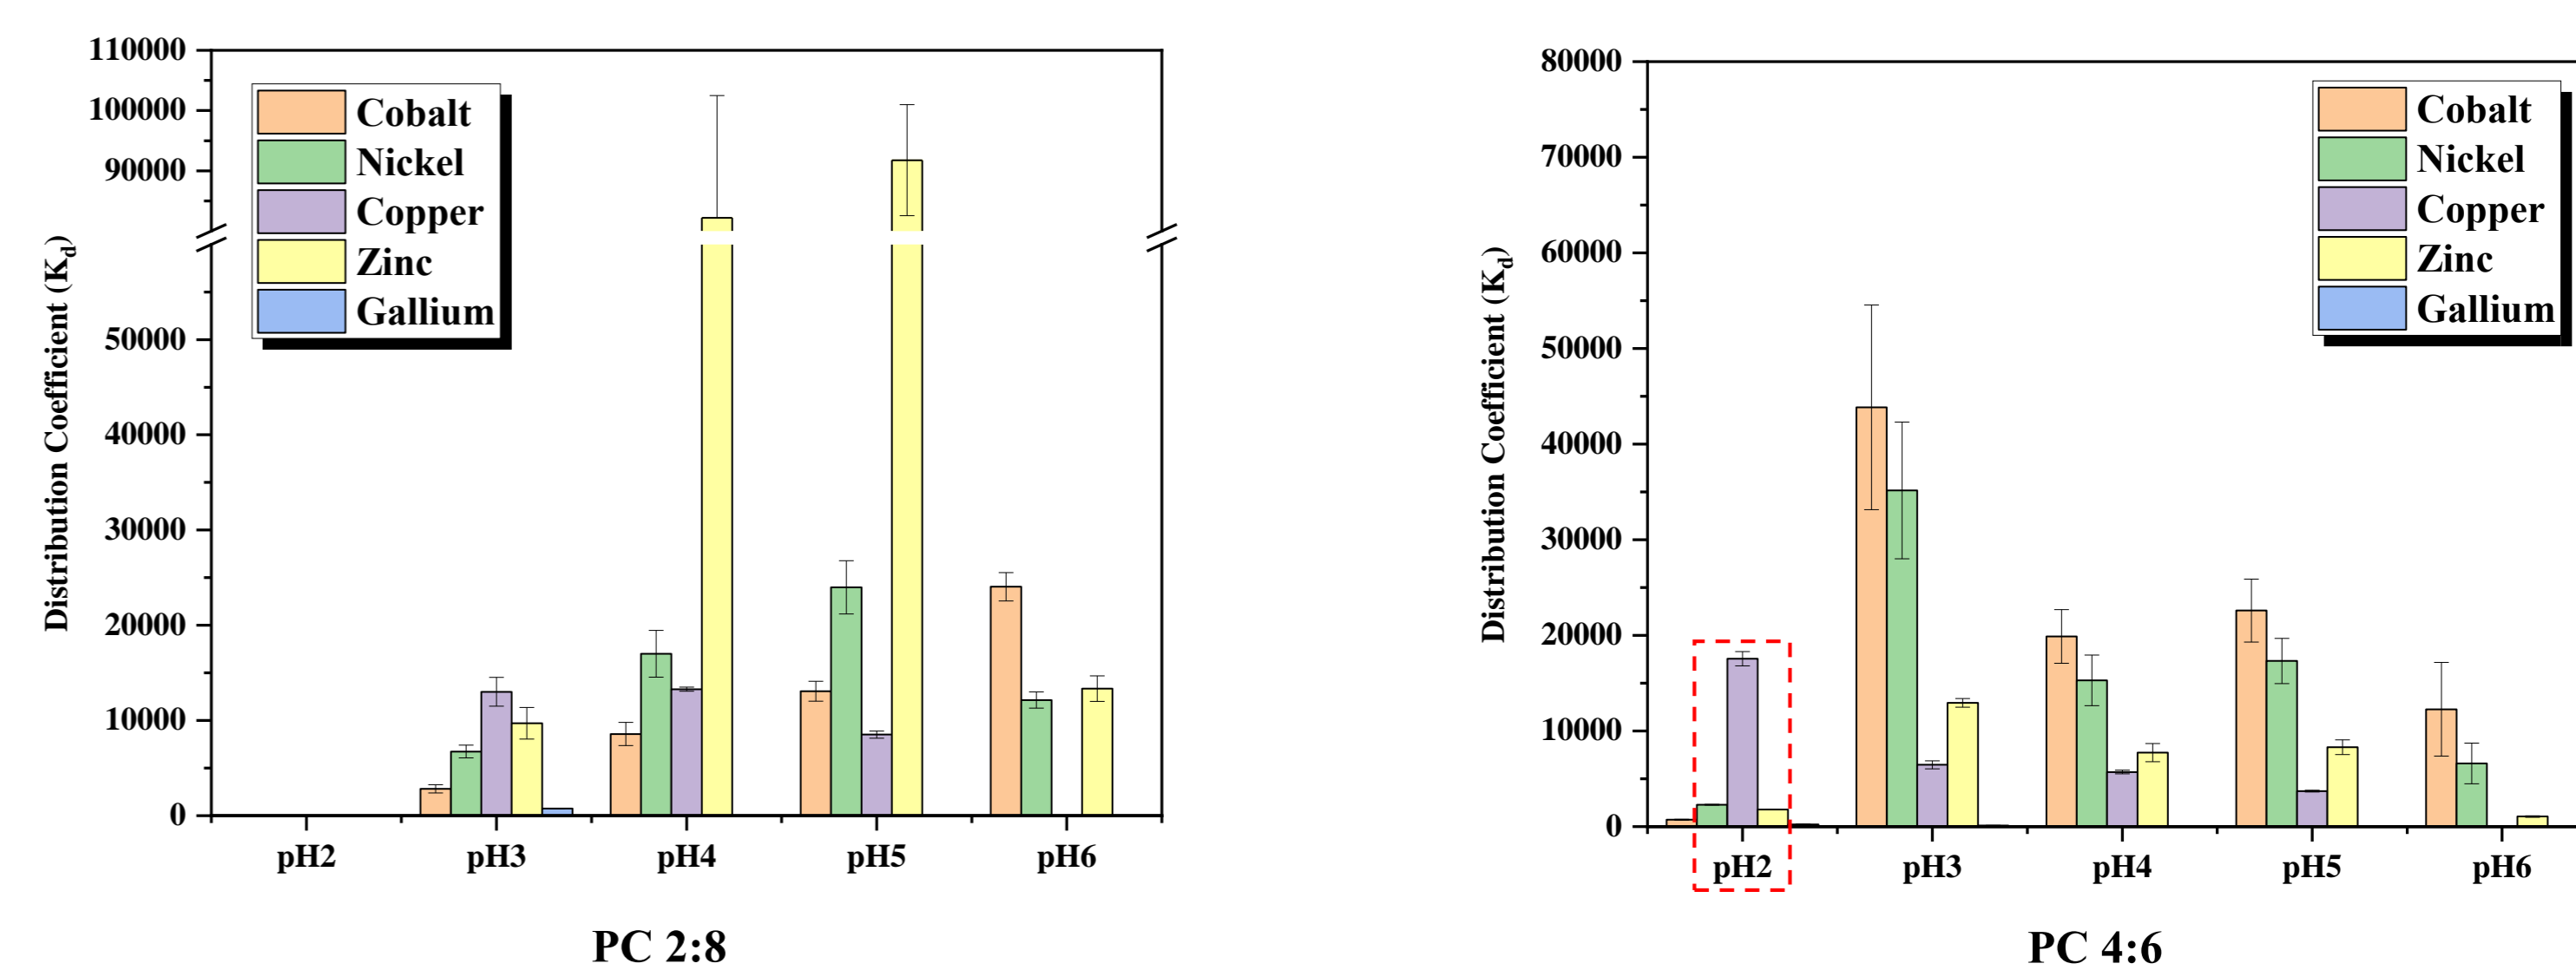 110000
100000
90000
50000
40000
30000
20000
10000
0
Distribution Coefficient (Kd)
Cobalt
Nickel
Copper
Zinc
Gallium
pH2 pH3 pH4 pH5 pH6
PC 2:8
80000
70000
60000
50000
40000
30000
20000
10000
0
Distribution Coefficient (Kd)
Cobalt
Nickel
Copper
Zinc
Gallium
pH2 pH3 pH4 pH5 pH6
PC 4:6